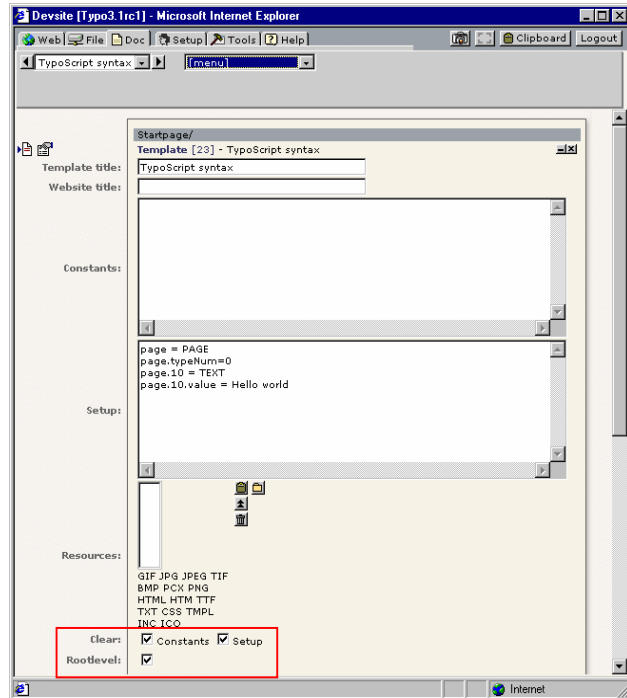 Devsite [Typo3.1rc1] - Microsoft Internet Explorer
Web File Doc Setup Tools Help Clipboard Logout
TypoScript syntax [menu]
Startpage/
Template [23] - TypoScript syntax
Template title: TypoScript syntax
Website title:
Constants:
page = PAGE
page.typeNum=0
page.10 = TEXT
page.10.value = Hello world
Setup:
Resources:
GIF JPG JPEG TIF
BMP PCX PNG
HTML HTM TTF
TXT CSS TMPL
INC ICO
Clear: Constants Setup
Rootlevel:
Internet